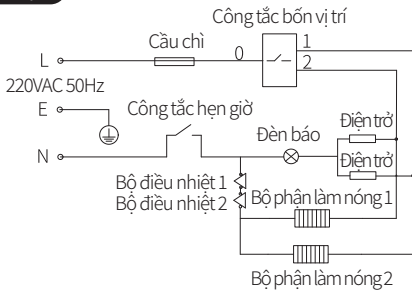 Công tắc bốn vị trí
Cầu chì
L
0
1
2
220VAC 50Hz
E
Công tắc hẹn giờ
Điện trở
Đèn báo
N
Điện trở
Bộ điều nhiệt 1
Bộ điều nhiệt 2
Bộ phận làm nóng 1
Bộ phận làm nóng 2